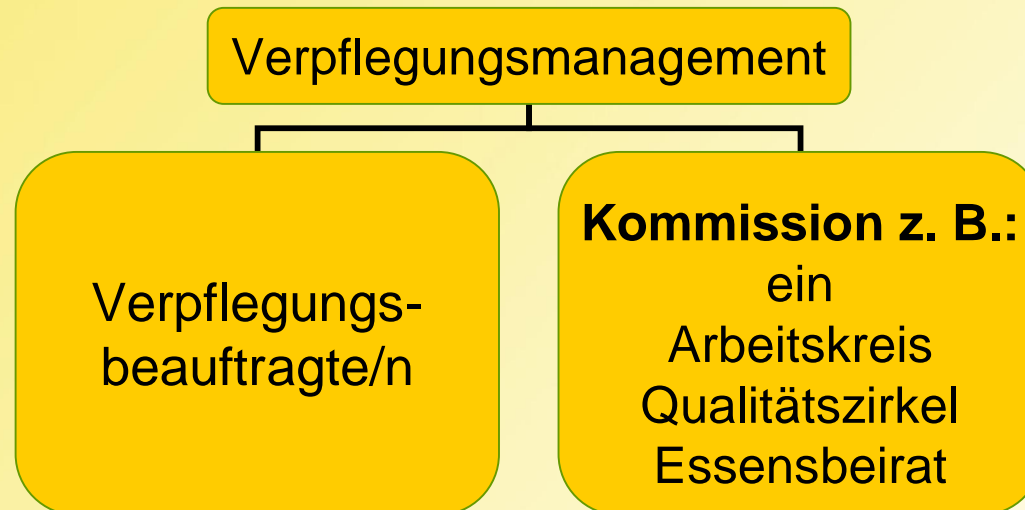 Verpflegungsmanagement
Verpflegungs-
beauftragte/n
Kommission z. B.:
ein
Arbeitskreis
Qualitätszirkel
Essensbeirat